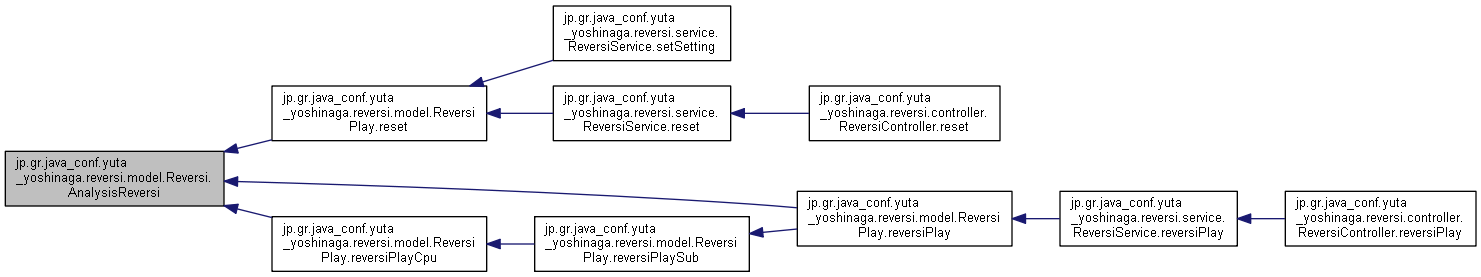 jp.gr.java_conf.yuta
_yoshinaga.reversi.service.
ReversiService.setSetting
jp.gr.java_conf.yuta
_yoshinaga.reversi.model.Reversi
Play.reset
jp.gr.java_conf.yuta
_yoshinaga.reversi.service.
ReversiService.reset
jp.gr.java_conf.yuta
_yoshinaga.reversi.controller.
ReversiController.reset
jp.gr.java_conf.yuta
_yoshinaga.reversi.model.Reversi.
AnalysisReversi
jp.gr.java_conf.yuta
_yoshinaga.reversi.model.Reversi
Play.reversiPlayCpu
jp.gr.java_conf.yuta
_yoshinaga.reversi.model.Reversi
Play.reversiPlaySub
jp.gr.java_conf.yuta
_yoshinaga.reversi.model.Reversi
Play.reversiPlay
jp.gr.java_conf.yuta
_yoshinaga.reversi.service.
ReversiService.reversiPlay
jp.gr.java_conf.yuta
_yoshinaga.reversi.controller.
ReversiController.reversiPlay